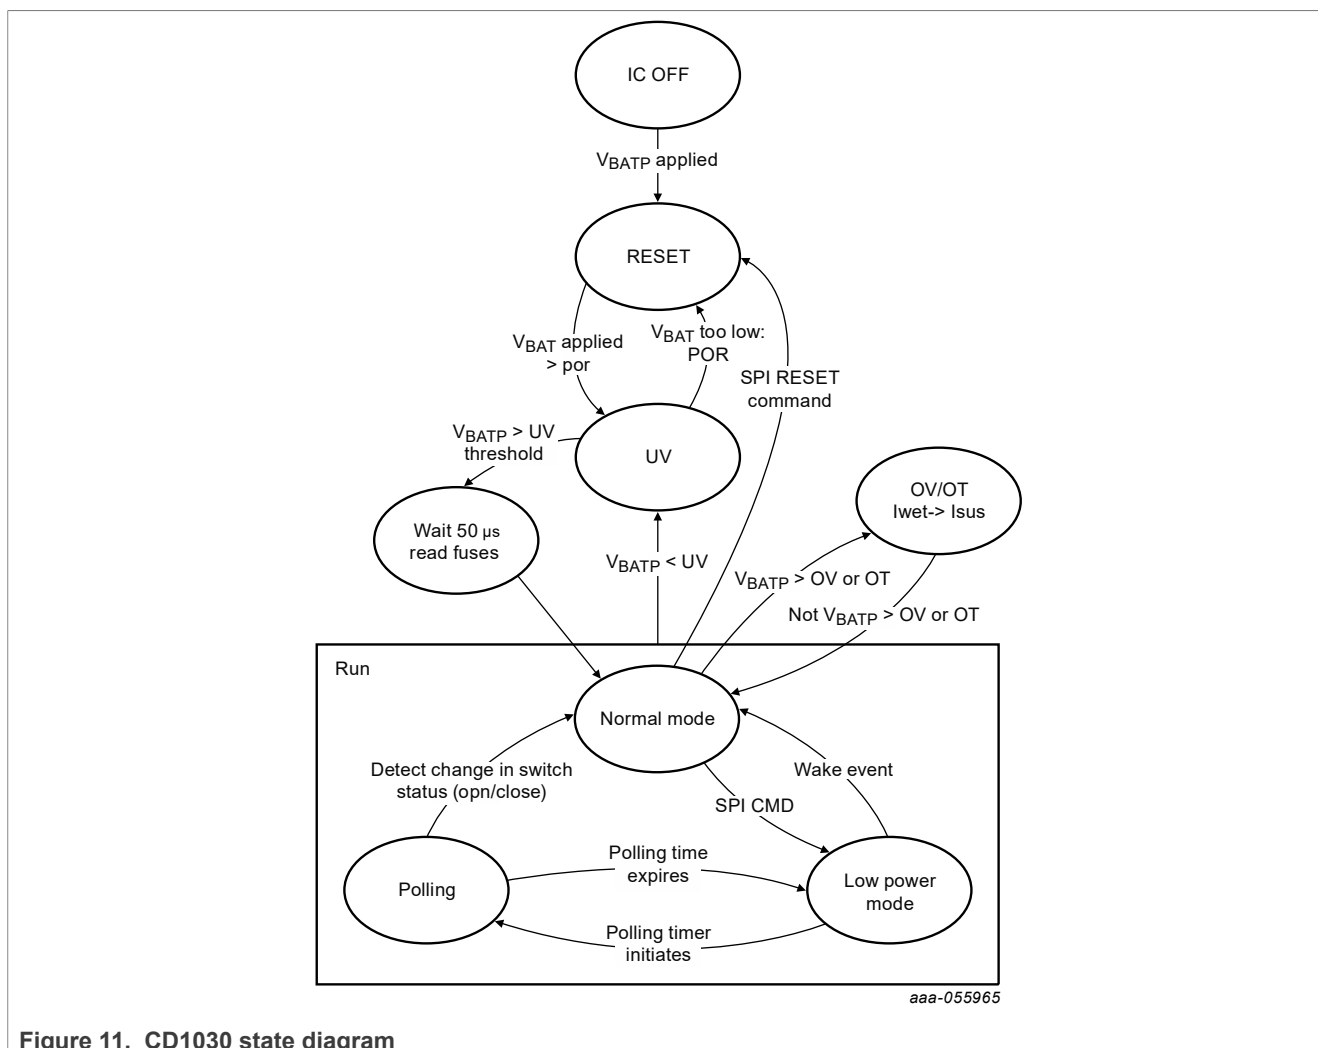 IC OFF
VBATP applied
RESET
VBAT applied
> por
VBAT too low:
POR
SPI RESET
command
VBATP > UV
threshold
UV
OV/OT
Iwet-> Isus
Wait 50 µs
read fuses
VBATP < UV
VBATP > OV or OT
Not VBATP > OV or OT
Run
Normal mode
Detect change in switch
status (opn/close)
Wake event
SPI CMD
Polling time
expires
Polling
Low power
mode
Polling timer
initiates
aaa-055965
Figure 11. CD1030 state diagram